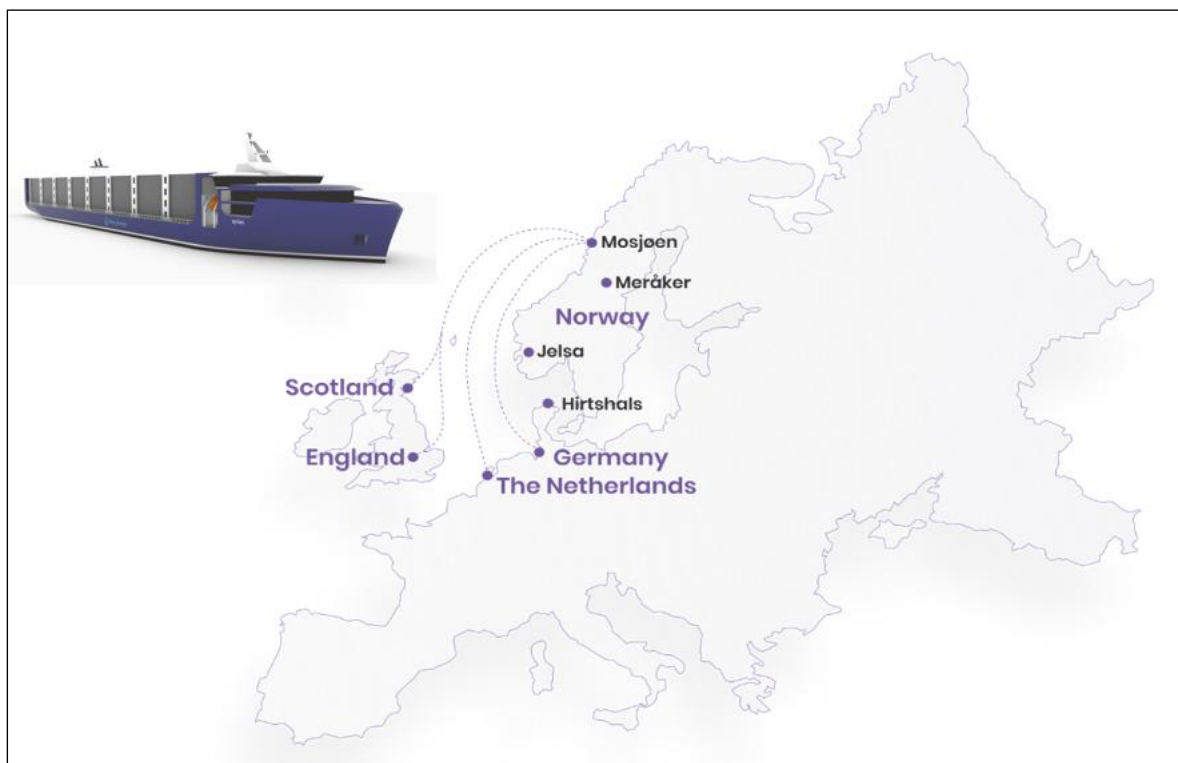 Mosjøen
Meråker
Norway
Jelsa
Scotland
Hirtshals
England
Germany
The Netherlands